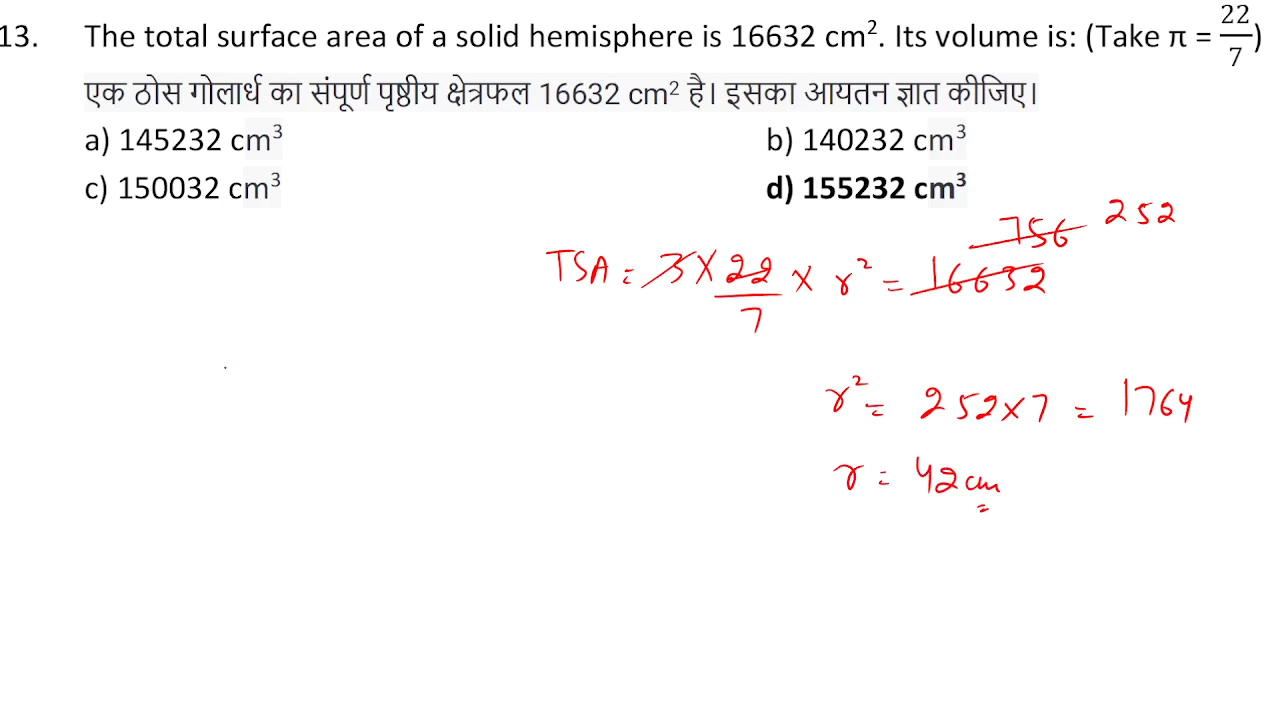 13. The total surface area of a solid hemisphere is 16632 cm². Its volume is: (Take π = 22/7)
एक ठोस गोलार्ध का संपूर्ण पृष्ठीय क्षेत्रफल 16632 cm² है। इसका आयतन ज्ञात कीजिए।
a) 145232 cm³ b) 140232 cm³
c) 150032 cm³ d) 155232 cm³
756 252
TSA = 3 × 22/7 × r² = 16632
r² = 252 × 7 = 1764
r = 42 cm